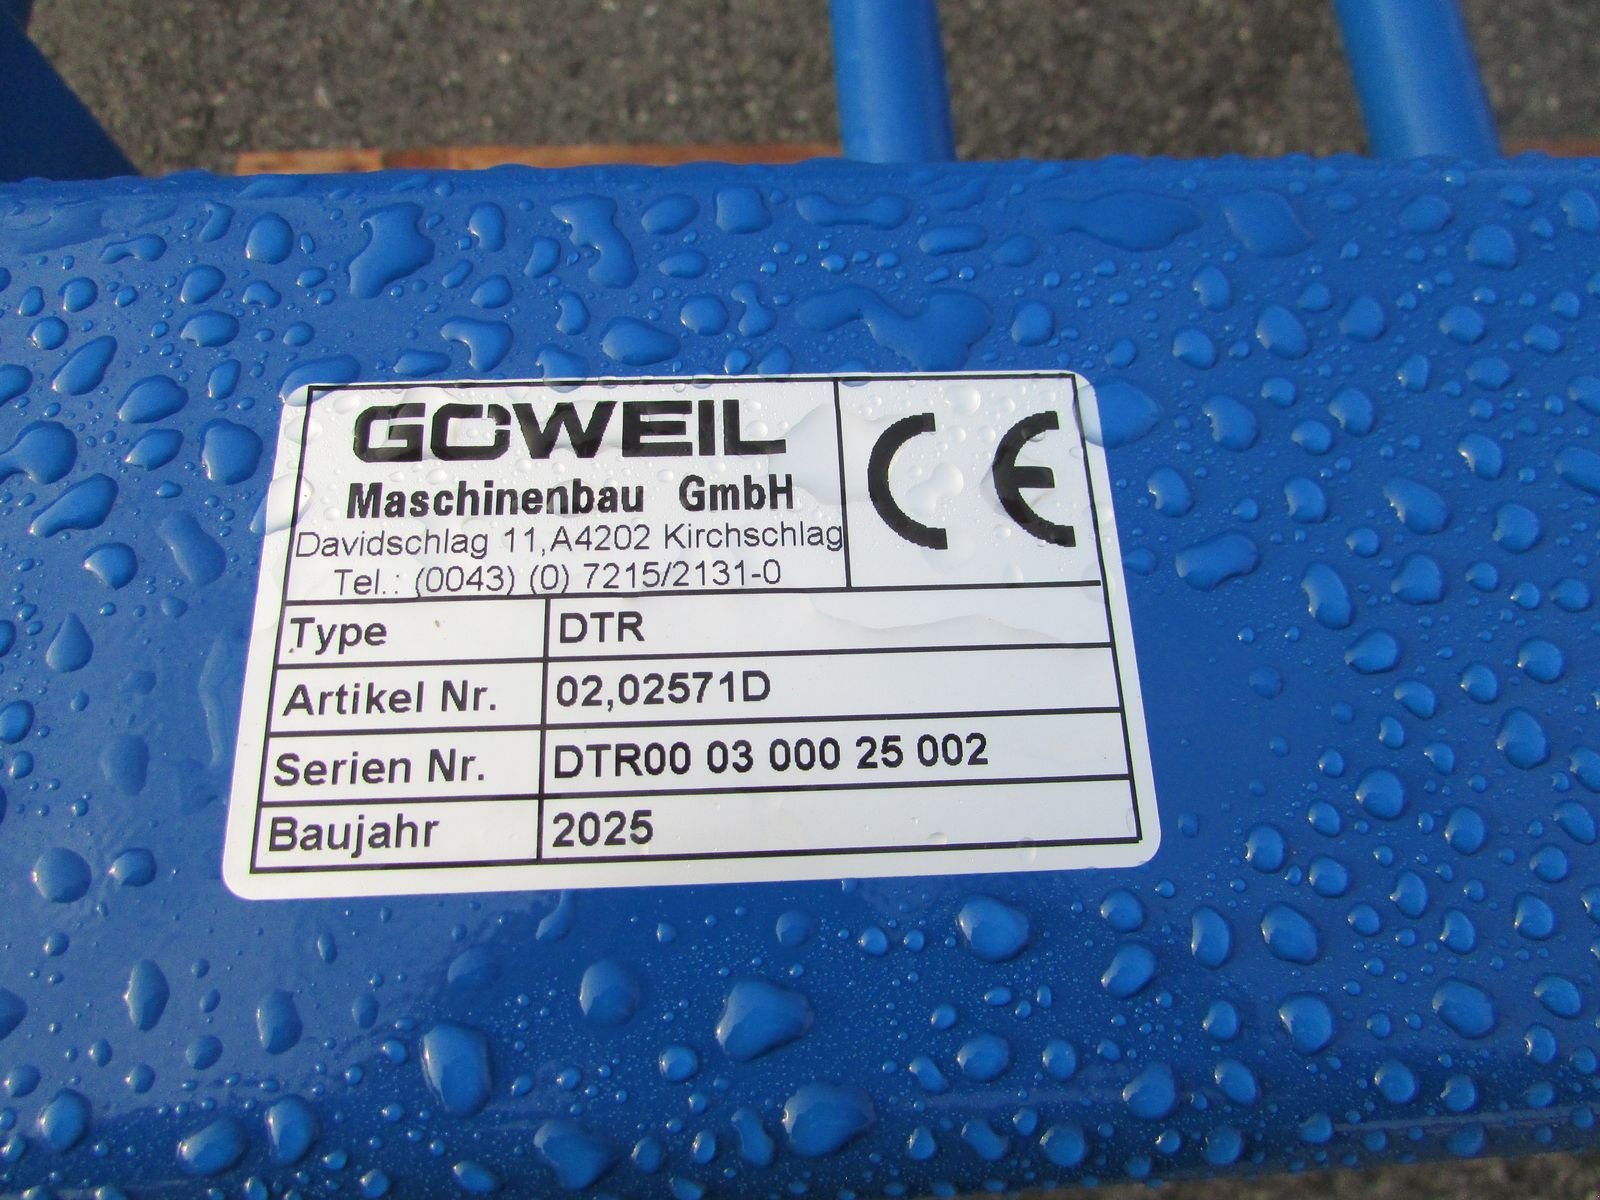 GÖWEIL
Maschinenbau GmbH
Davidschlag 11,A4202 Kirchschlag
Tel.: (0043) (0) 7215/2131-0
CE
Type DTR
Artikel Nr. 02,02571D
Serien Nr. DTR00 03 000 25 002
Baujahr 2025